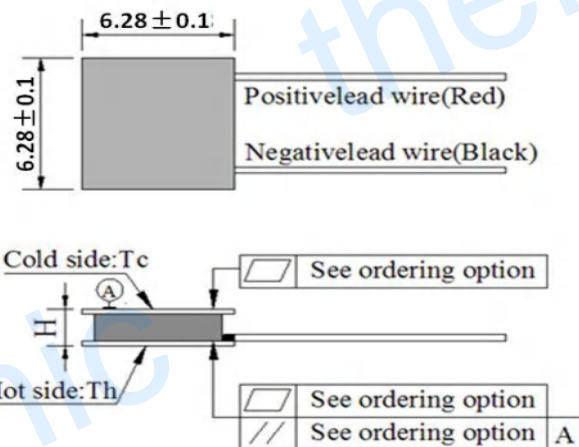 6.28±0.1
6.28±0.1
Positivelead wire(Red)
Negativelead wire(Black)
Cold side:Tc
A
See ordering option
H
Hot side:Th
See ordering option
See ordering option A